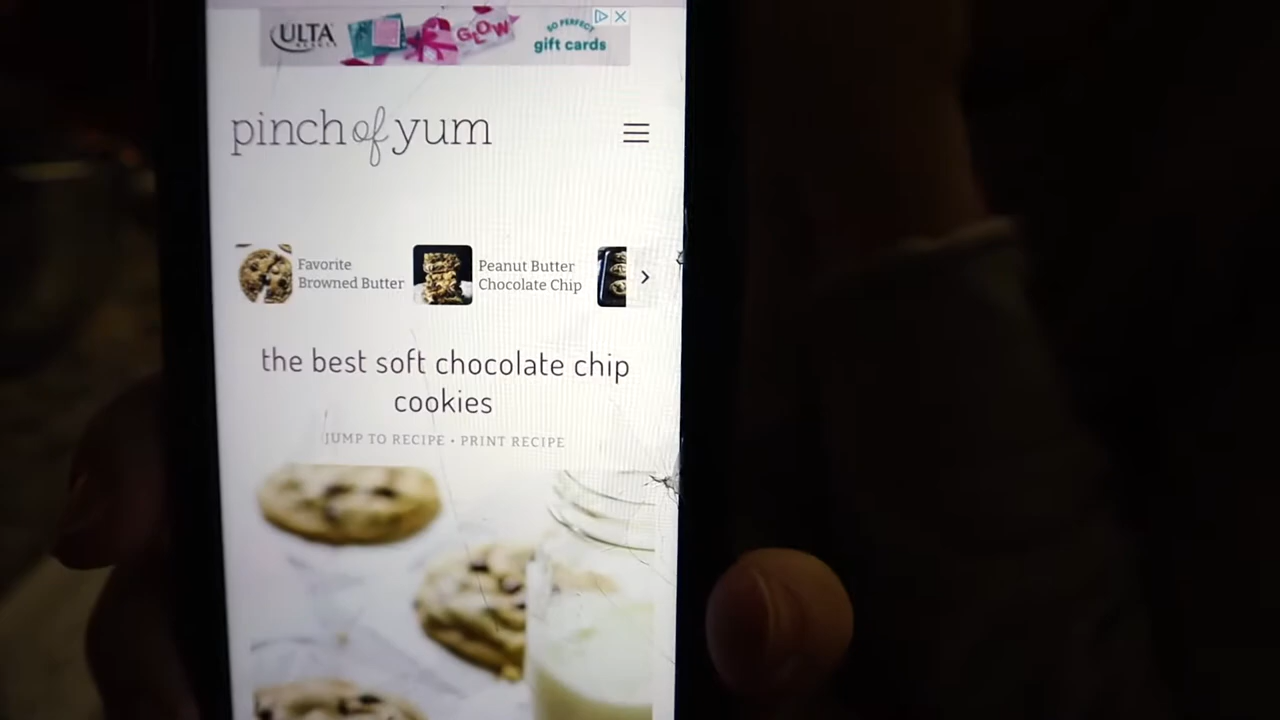 ULTA
BEAUTY
GLOW
SO PERFECT
gift cards
pinch of yum
Favorite
Browned Butter
Peanut Butter
Chocolate Chip
the best soft chocolate chip
cookies
JUMP TO RECIPE • PRINT RECIPE